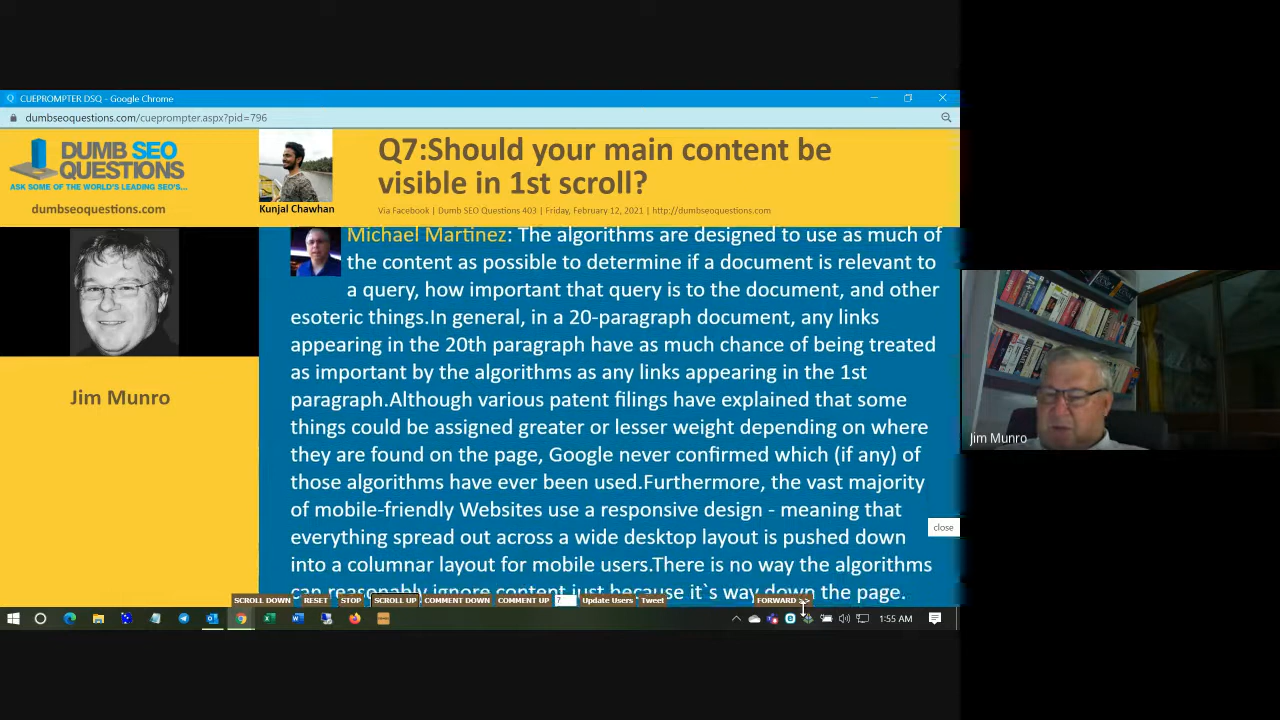 CUEPROMPTER DSQ - Google Chrome
dumbseoquestions.com/cueprompter.aspx?pid=796
DUMB SEO
QUESTIONS
ASK SOME OF THE WORLD'S LEADING SEO'S...
dumbseoquestions.com
Kunjal Chawhan
Q7:Should your main content be
visible in 1st scroll?
Via Facebook | Dumb SEO Questions 403 | Friday, February 12, 2021 | http://dumbseoquestions.com
Jim Munro
Michael Martinez: The algorithms are designed to use as much of
the content as possible to determine if a document is relevant to
a query, how important that query is to the document, and other
esoteric things.In general, in a 20-paragraph document, any links
appearing in the 20th paragraph have as much chance of being treated
as important by the algorithms as any links appearing in the 1st
paragraph.Although various patent filings have explained that some
things could be assigned greater or lesser weight depending on where
they are found on the page, Google never confirmed which (if any) of
those algorithms have ever been used.Furthermore, the vast majority
of mobile-friendly Websites use a responsive design - meaning that
everything spread out across a wide desktop layout is pushed down
into a columnar layout for mobile users.There is no way the algorithms
can reasonably ignore content just because it`s way down the page.
close
SCROLL DOWN RESET STOP SCROLL UP COMMENT DOWN COMMENT UP 7 Update Users Tweet FORWARD >>
1:55 AM
Jim Munro